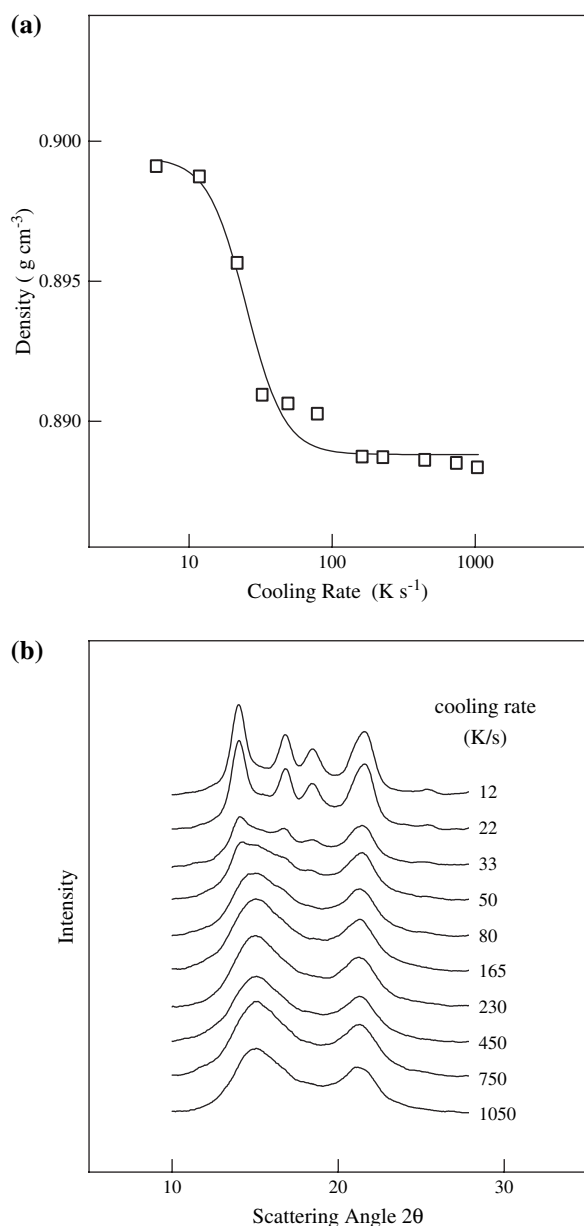 (a)
0.900
0.895
0.890
Density ( g cm-3)
10
100
1000
Cooling Rate (K s-1)
(b)
cooling rate
(K/s)
12
22
33
50
80
165
230
450
750
1050
Intensity
10
20
30
Scattering Angle 2θ